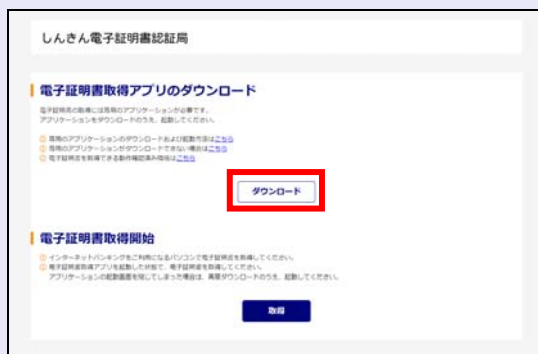 しんきん電子証明書認証局
電子証明書取得アプリのダウンロード
電子証明書の取得には専用のアプリケーションが必要です。
アプリケーションをダウンロードのうえ、起動してください。
専用のアプリケーションのダウンロードおよび起動方法はこちら
専用のアプリケーションがダウンロードできない場合はこちら
電子証明書を取得できる動作確認済み環境はこちら
ダウンロード
電子証明書取得開始
インターネットバンキングをご利用になるパソコンで電子証明書を取得してください。
電子証明書取得アプリを起動した状態で、電子証明書を取得してください。
アプリケーションの起動画面を閉じてしまった場合は、再度ダウンロードのうえ、起動してください。
取得